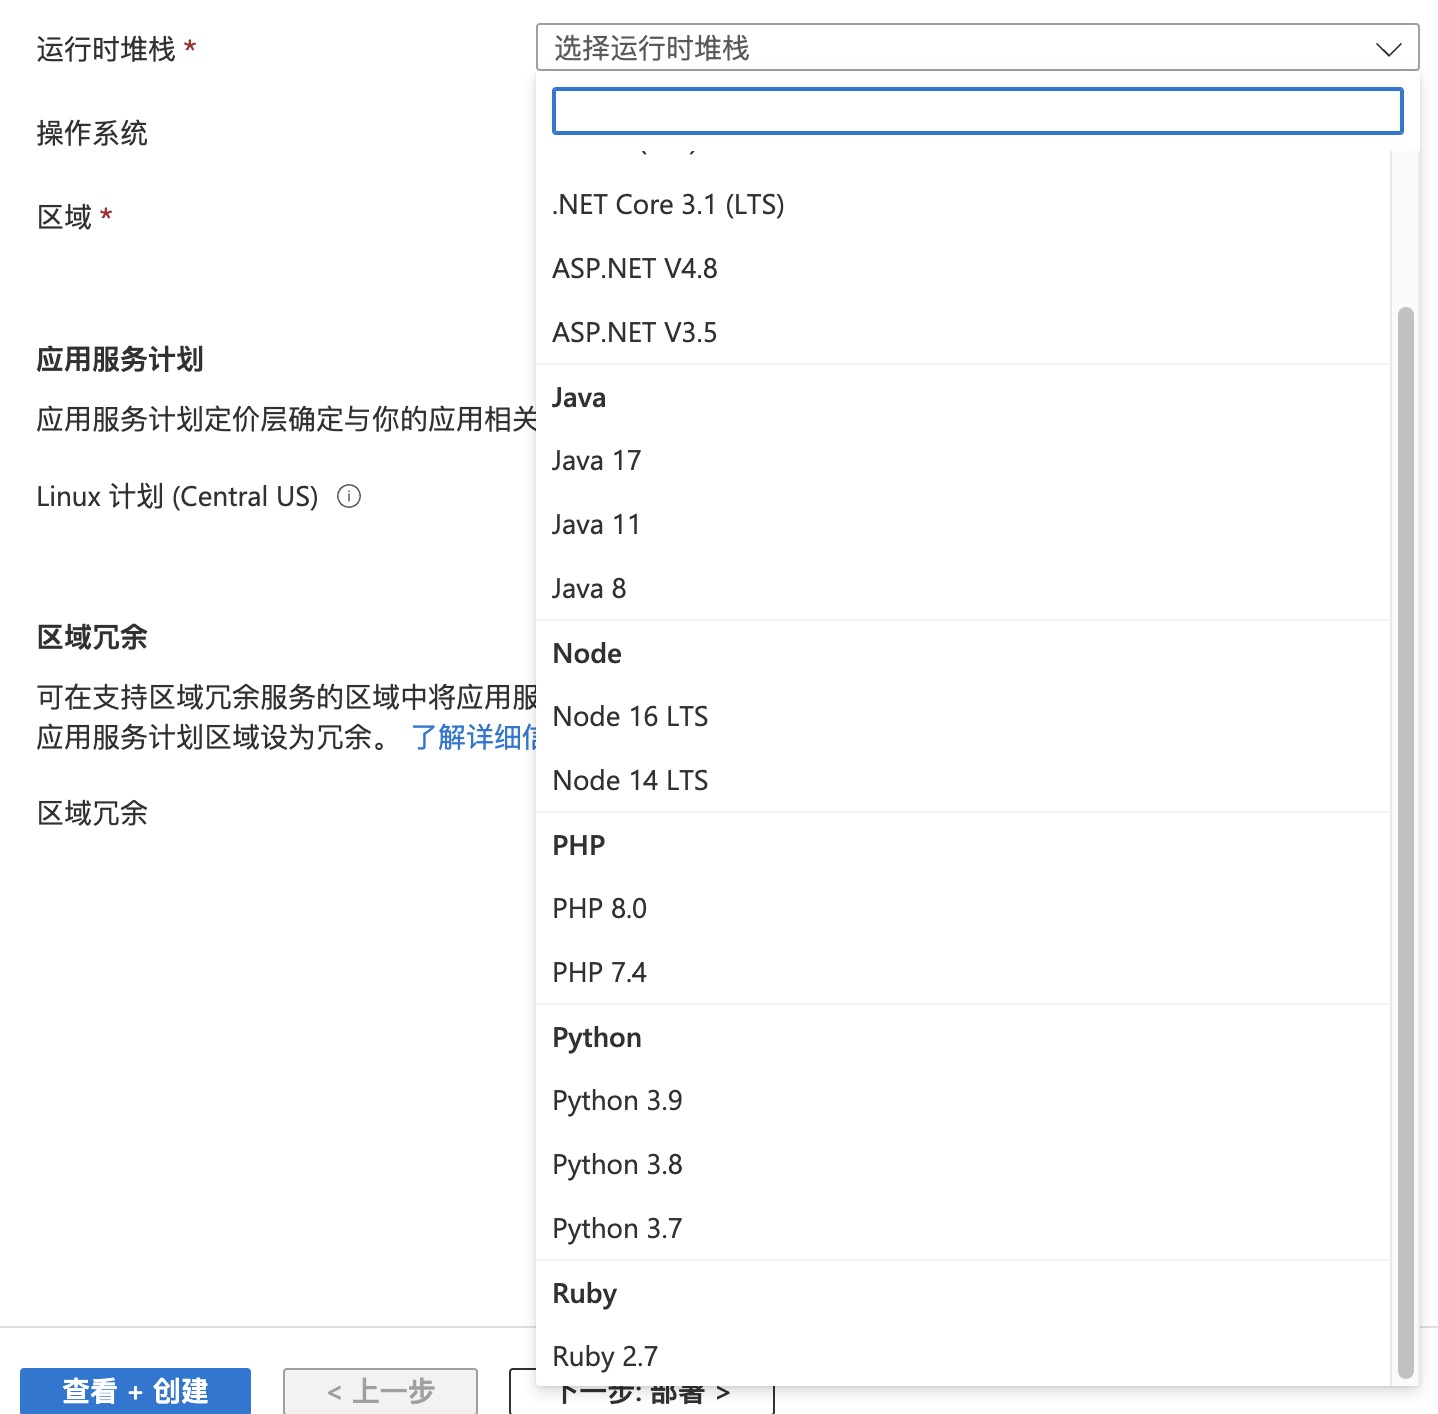 运行时堆栈 *
选择运行时堆栈
操作系统
区域 *
应用服务计划
应用服务计划定价层确定与你的应用相关
Linux 计划 (Central US)
区域冗余
可在支持区域冗余服务的区域中将应用服
应用服务计划区域设为冗余。 了解详细信
区域冗余
.NET Core 3.1 (LTS)
ASP.NET V4.8
ASP.NET V3.5
Java
Java 17
Java 11
Java 8
Node
Node 16 LTS
Node 14 LTS
PHP
PHP 8.0
PHP 7.4
Python
Python 3.9
Python 3.8
Python 3.7
Ruby
Ruby 2.7
查看 + 创建
< 上一步
下一步: 部署 >